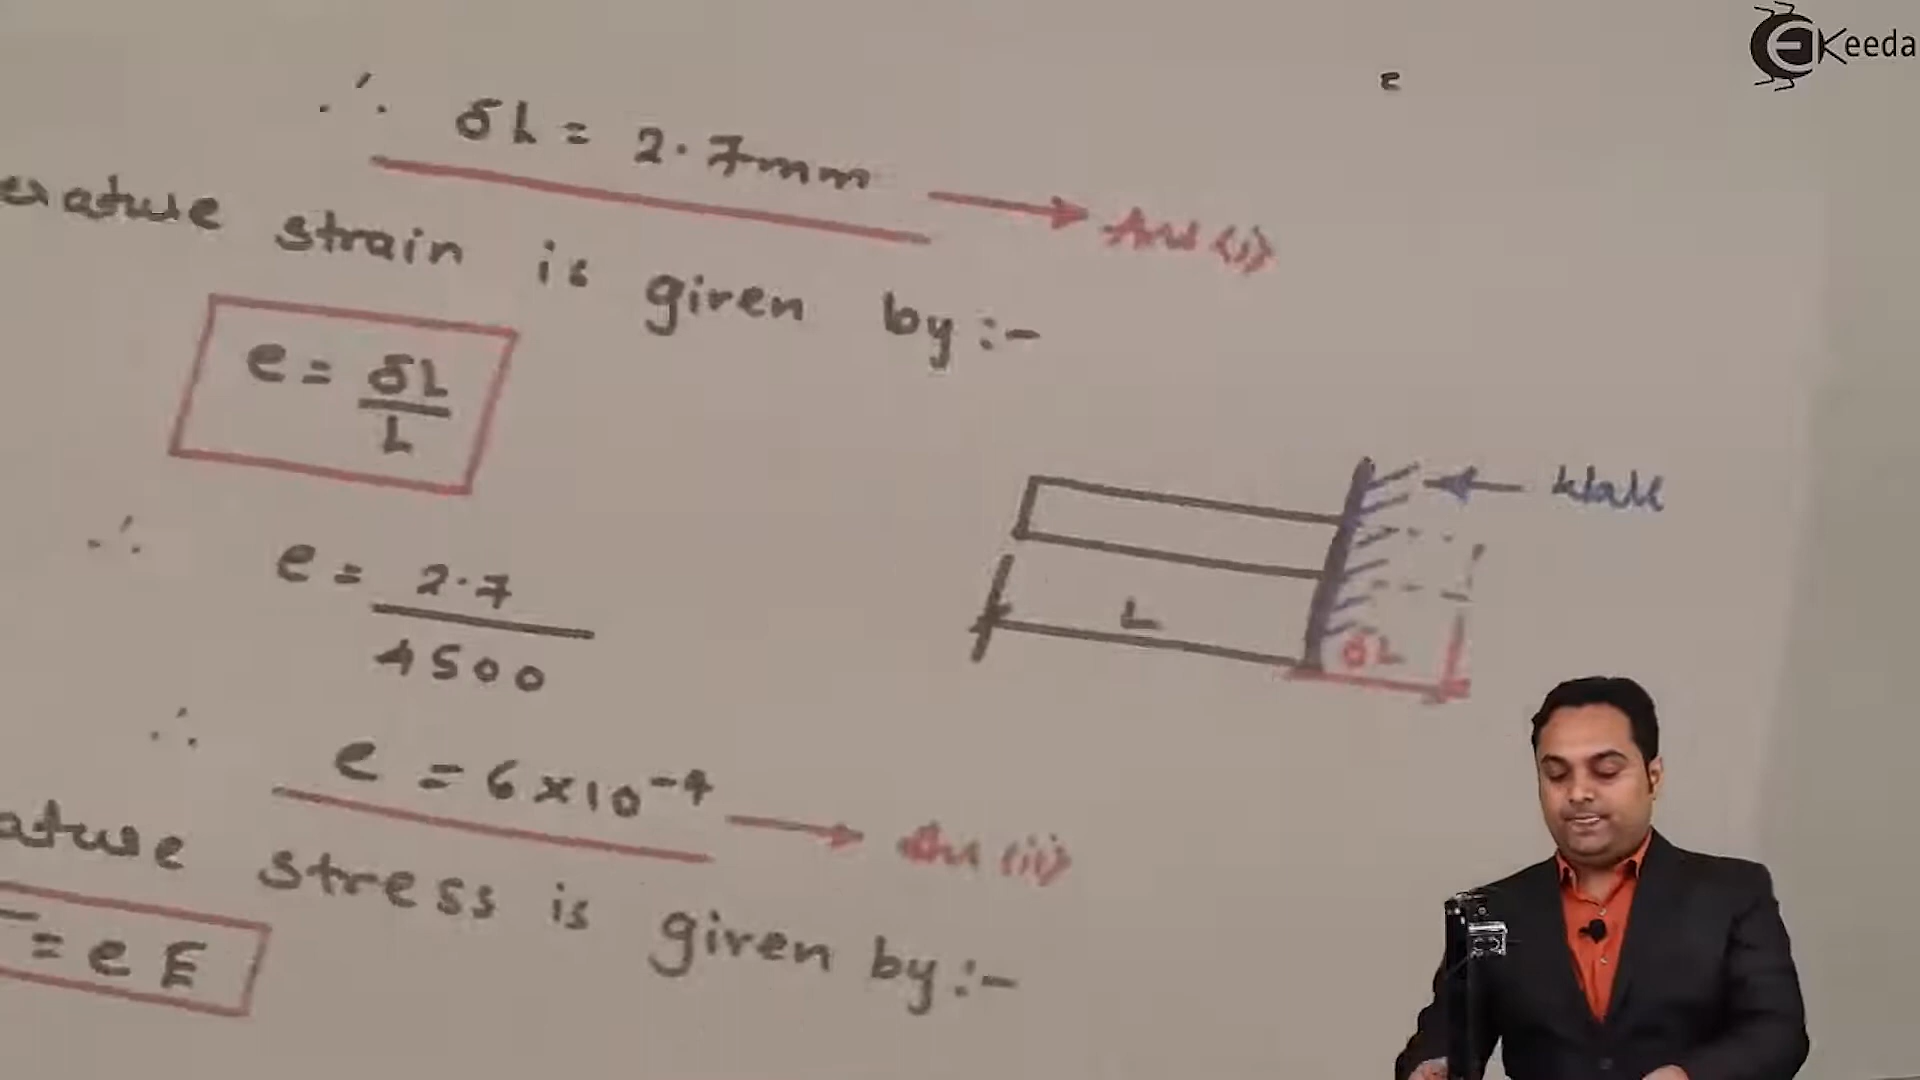 EKeeda
∴ δL = 2.7mm → Ans (i)
erature strain is given by:-
e = δL
L
∴ e = 2.7
4500
Wall
L
δL
∴ e = 6×10⁻⁴ → Ans (ii)
ature stress is given by:-
= e E